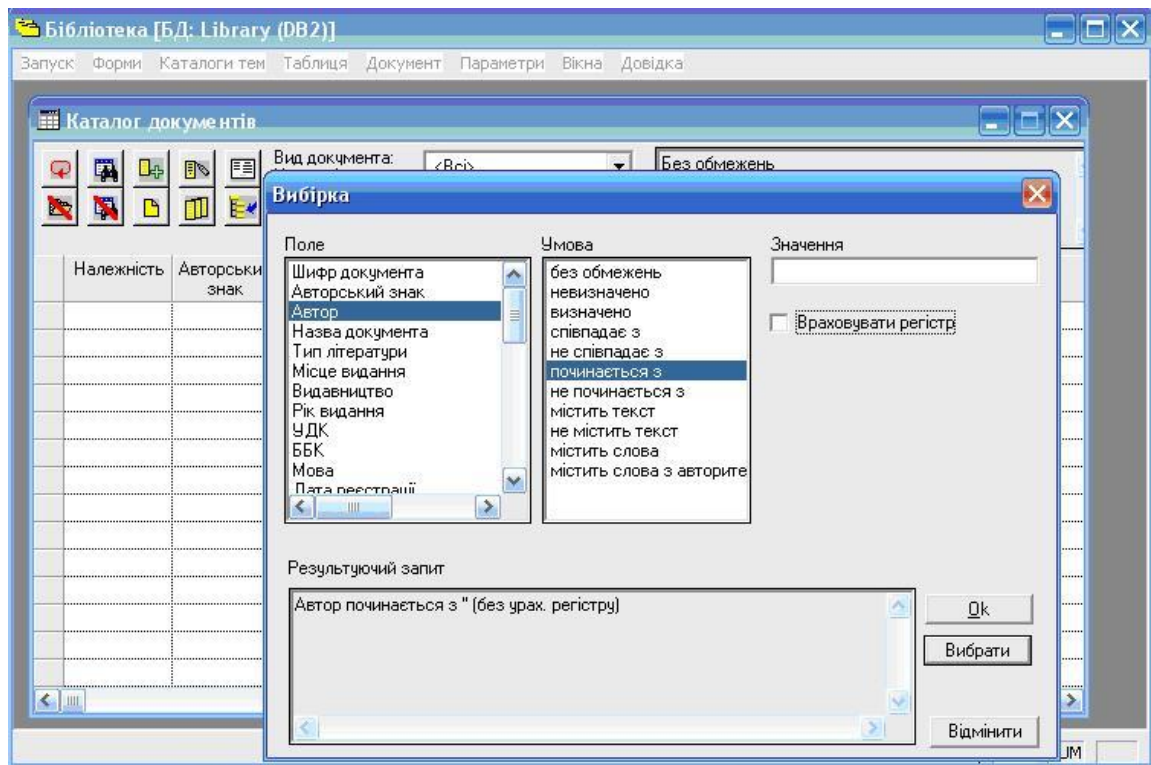 Бібліотека [БД: Library (DB2)]
Запуск Форми Каталоги тем Таблиця Документ Параметри Вікна Довідка
Каталог документів
Вид документа: <Всі> Без обмежень
Вибірка
Поле Умова Значення
Належність Авторськи
знак
Шифр документа
Авторський знак
Автор
Назва документа
Тип літератури
Місце видання
Видавництво
Рік видання
УДК
ББК
Мова
Дата реєстрації
без обмежень
невизначено
визначено
співпадає з
не співпадає з
починається з
не починається з
містить текст
не містить текст
містить слова
містить слова з авторите
Враховувати регістр
Результуючий запит
Автор починається з '' (без урах. регістру)
Ok
Вибрати
Відмінити
UM